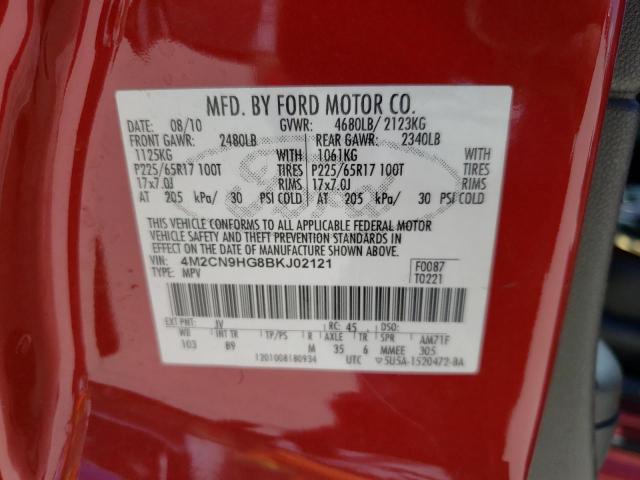 MFD. BY FORD MOTOR CO.
DATE: 08/10 GVWR: 4680LB/ 2123KG
FRONT GAWR: 2480LB REAR GAWR: 2340LB
1125KG WITH 1061KG WITH
P225/65R17 100T TIRES P225/65R17 100T TIRES
17x7.0J RIMS 17x7.0J RIMS
AT 205 kPa/ 30 PSI COLD AT 205 kPa/ 30 PSI COLD
THIS VEHICLE CONFORMS TO ALL APPLICABLE FEDERAL MOTOR
VEHICLE SAFETY AND THEFT PREVENTION STANDARDS IN
EFFECT ON THE DATE OF MANUFACTURE SHOWN ABOVE.
VIN: 4M2CN9HG8BKJ02121 F0087
TYPE: MPV T0221
EXT PNT: JV RC: 45 DSO:
WB INT TR TP/PS R AXLE TR SPR AM71F
103 B9 M 35 6 MMEE 305
1201008180934 UTC 5U5A-1520472-BA